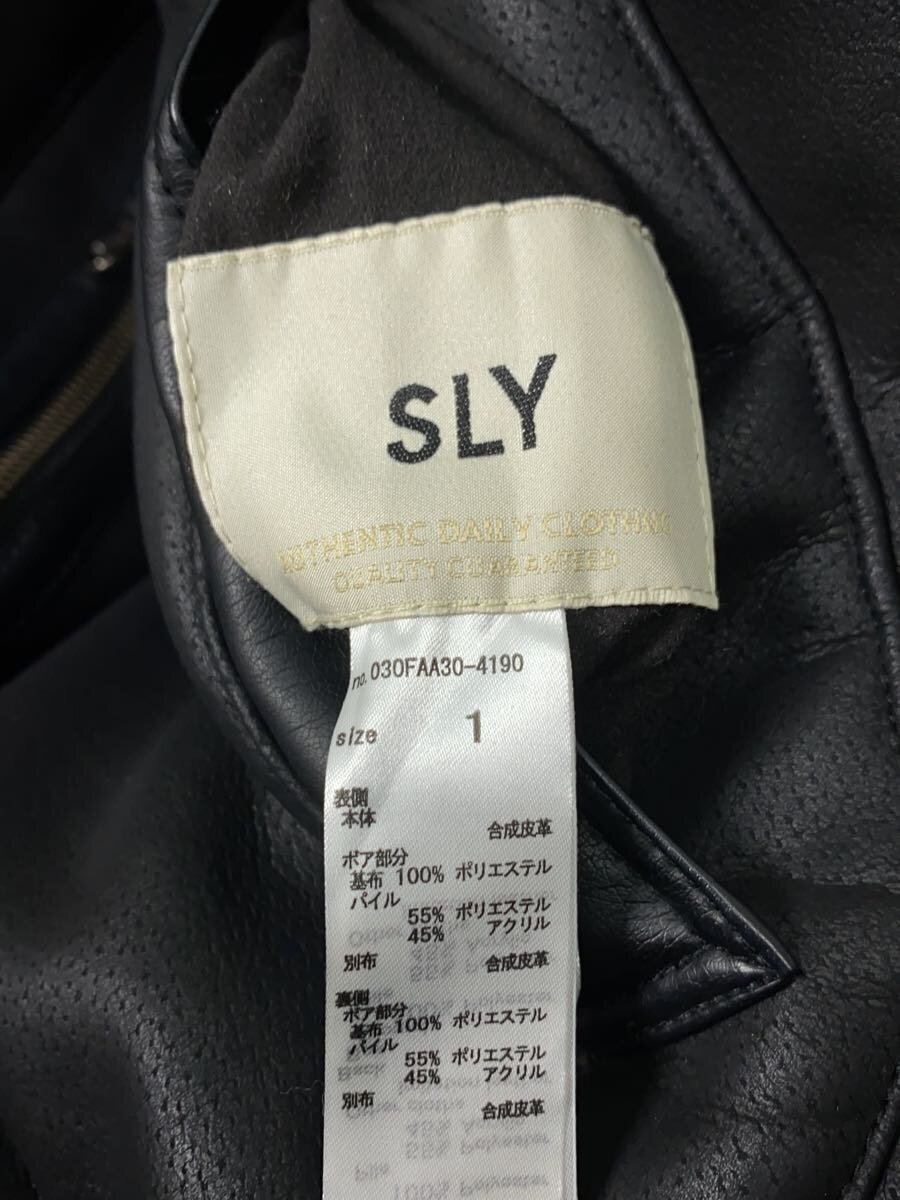 SLY
AUTHENTIC DAILY CLOTHING
QUALITY GUARANTEED
no. 030FAA30-4190
size 1
表側
本体
合成皮革
ボア部分
基布 100% ポリエステル
パイル
55% ポリエステル
45% アクリル
別布 合成皮革
裏側
ボア部分
基布 100% ポリエステル
パイル
55% ポリエステル
45% アクリル
別布
合成皮革